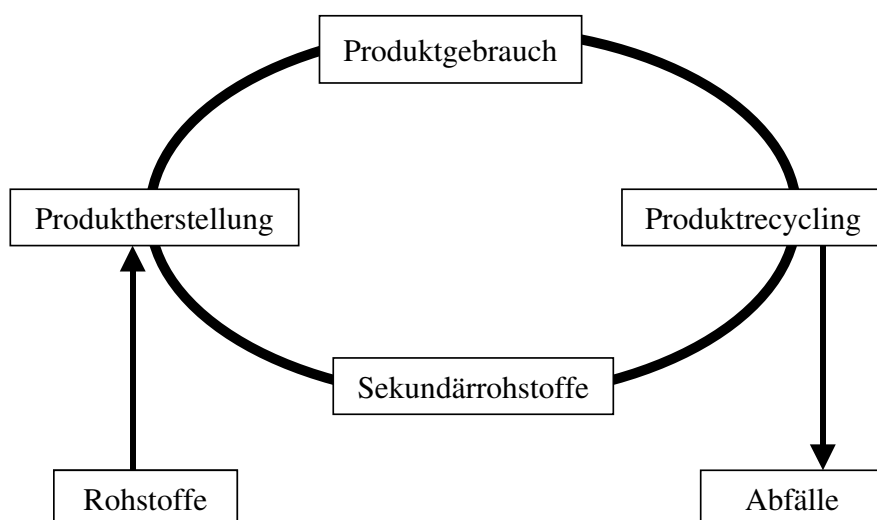 Produktgebrauch
Produktherstellung
Produktrecycling
Sekundärrohstoffe
Rohstoffe
Abfälle